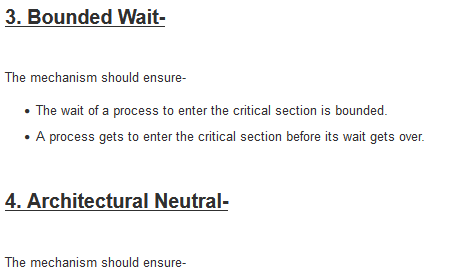 3. Bounded Wait-
The mechanism should ensure-
• The wait of a process to enter the critical section is bounded.
• A process gets to enter the critical section before its wait gets over.
4. Architectural Neutral-
The mechanism should ensure-